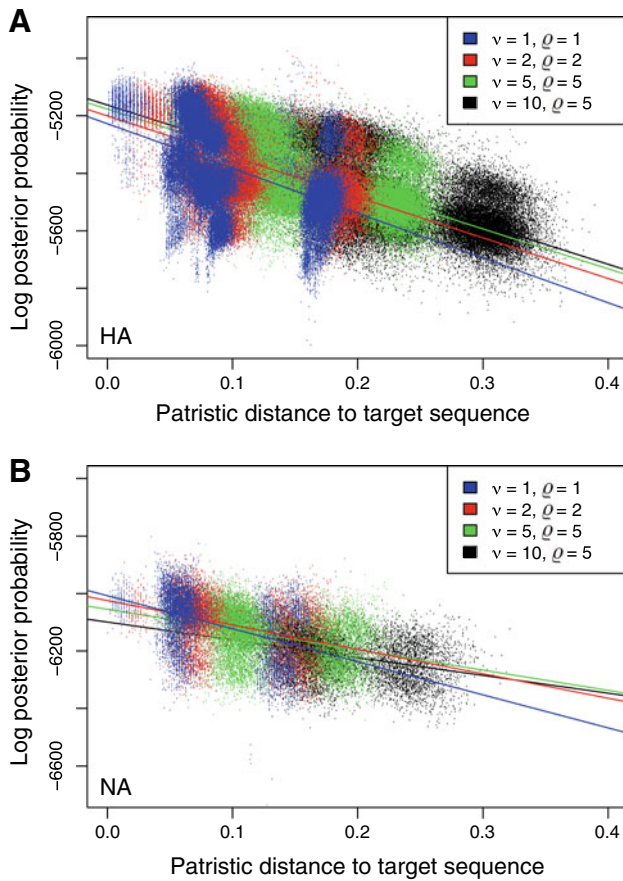 A
ν = 1, ϱ = 1
ν = 2, ϱ = 2
ν = 5, ϱ = 5
ν = 10, ϱ = 5
Log posterior probability
−5200
−5600
−6000
HA
0.0 0.1 0.2 0.3 0.4
Patristic distance to target sequence
B
ν = 1, ϱ = 1
ν = 2, ϱ = 2
ν = 5, ϱ = 5
ν = 10, ϱ = 5
Log posterior probability
−5800
−6200
−6600
NA
0.0 0.1 0.2 0.3 0.4
Patristic distance to target sequence